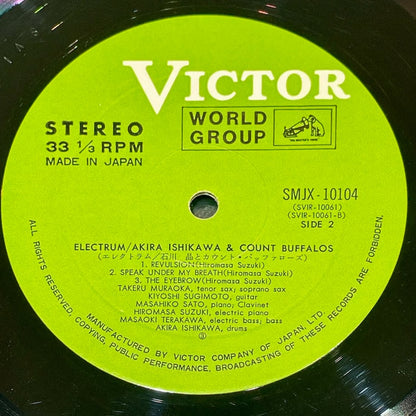 VICTOR
STEREO
33 1/3 RPM
MADE IN JAPAN
WORLD
GROUP
"HIS MASTER'S VOICE"
SMJX-10104
(SVIR-10061)
(SVIR-10061-B)
SIDE 2
ELECTRUM/AKIRA ISHIKAWA & COUNT BUFFALOS
(エレクトラム/石川 晶とカウント・バッファローズ)
1. REVULSION(Hiromasa Suzuki)
2. SPEAK UNDER MY BREATH(Hiromasa Suzuki)
3. THE EYEBROW(Hiromasa Suzuki)
TAKERU MURAOKA, tenor sax; soprano sax
KIYOSHI SUGIMOTO, guitar
MASAHIKO SATO, piano; Clavinet
HIROMASA SUZUKI, electric piano
MASAOKI TERAKAWA, electric bass; bass
AKIRA ISHIKAWA, drums
③
ALL RIGHTS RESERVED. MANUFACTURED BY VICTOR COMPANY OF JAPAN, LTD.
COPYING, PUBLIC PERFORMANCE, BROADCASTING OF THESE RECORDS ARE FORBIDDEN.